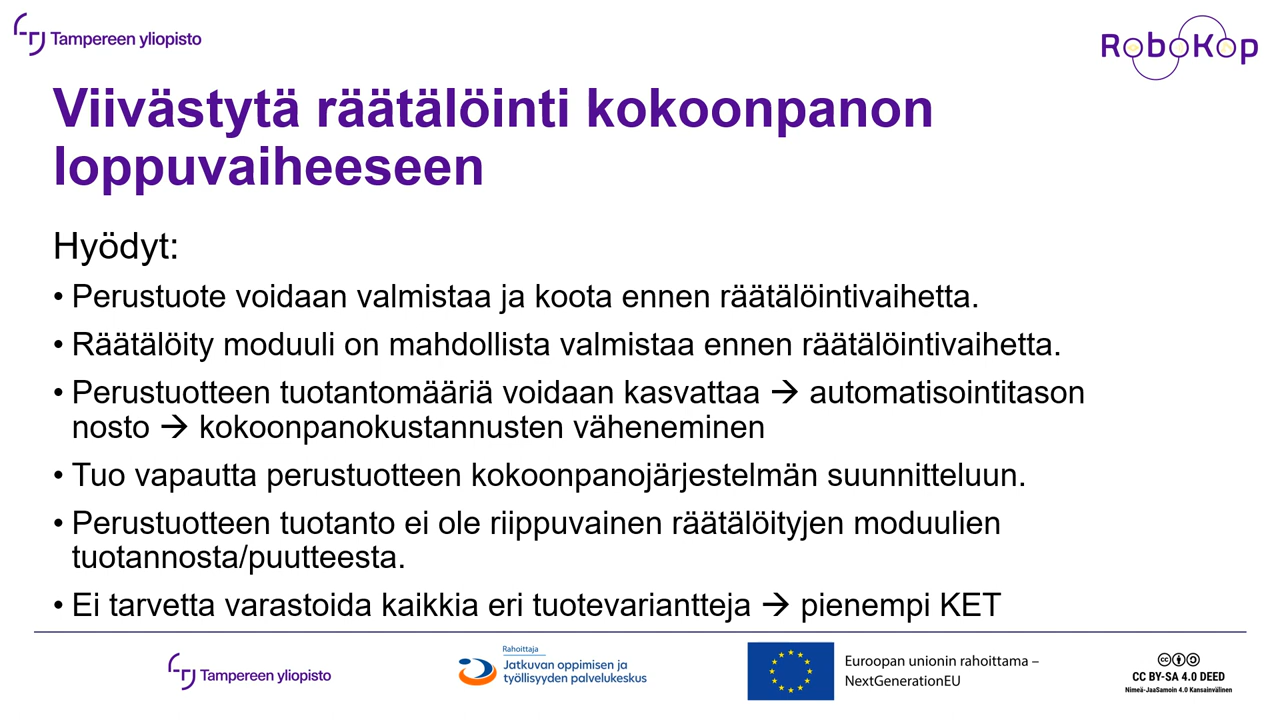 Tampereen yliopisto
RoboKop
Viivästytä räätälöinti kokoonpanon
loppuvaiheeseen
Hyödyt:
• Perustuote voidaan valmistaa ja koota ennen räätälöintivaihetta.
• Räätälöity moduuli on mahdollista valmistaa ennen räätälöintivaihetta.
• Perustuotteen tuotantomääriä voidaan kasvattaa → automatisointitason
nosto → kokoonpanokustannusten väheneminen
• Tuo vapautta perustuotteen kokoonpanojärjestelmän suunnitteluun.
• Perustuotteen tuotanto ei ole riippuvainen räätälöityjen moduulien
tuotannosta/puutteesta.
• Ei tarvetta varastoida kaikkia eri tuotevariantteja → pienempi KET
Tampereen yliopisto
Rahoittaja
Jatkuvan oppimisen ja
työllisyyden palvelukeskus
Euroopan unionin rahoittama –
NextGenerationEU
CC BY-SA 4.0 DEED
Nimeä-JaaSamoin 4.0 Kansainvälinen